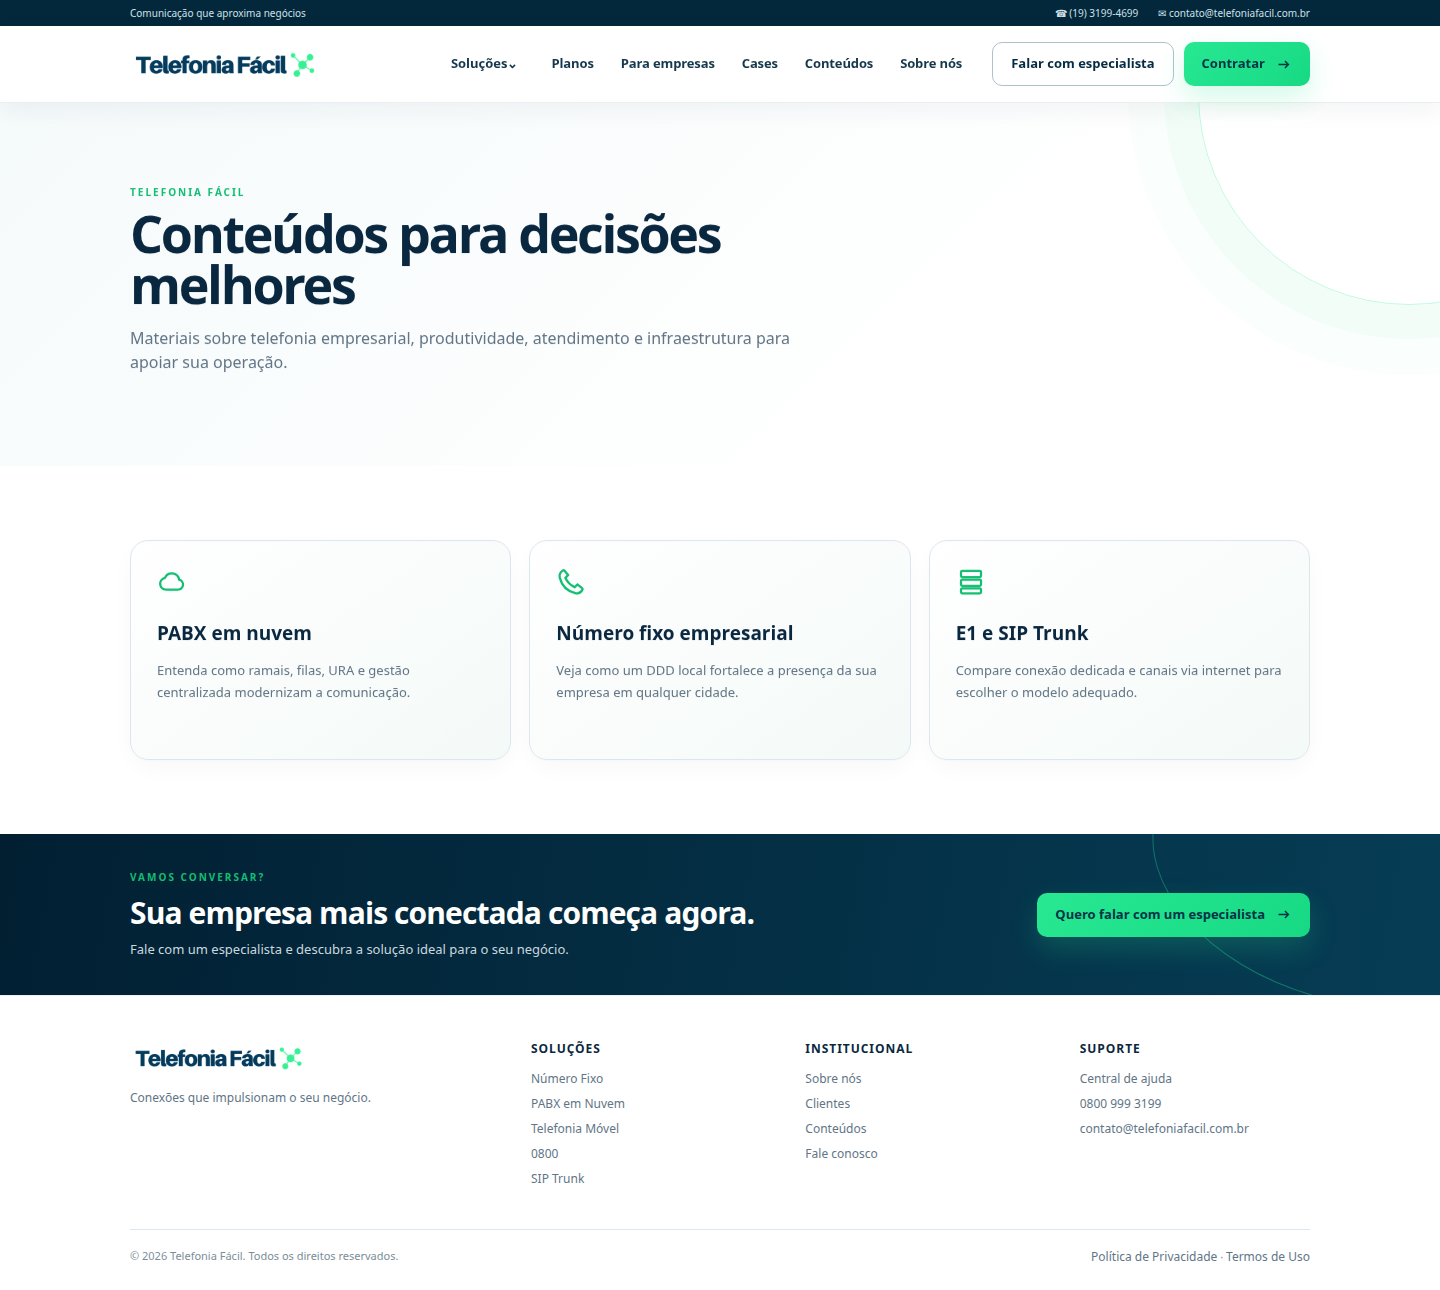 Comunicação que aproxima negócios
☎ (19) 3199-4699 ✉ contato@telefoniafacil.com.br
Telefonia Fácil
Soluções Planos Para empresas Cases Conteúdos Sobre nós Falar com especialista Contratar →
TELEFONIA FÁCIL
Conteúdos para decisões
melhores
Materiais sobre telefonia empresarial, produtividade, atendimento e infraestrutura para
apoiar sua operação.
PABX em nuvem
Entenda como ramais, filas, URA e gestão
centralizada modernizam a comunicação.
Número fixo empresarial
Veja como um DDD local fortalece a presença da sua
empresa em qualquer cidade.
E1 e SIP Trunk
Compare conexão dedicada e canais via internet para
escolher o modelo adequado.
VAMOS CONVERSAR?
Sua empresa mais conectada começa agora.
Fale com um especialista e descubra a solução ideal para o seu negócio.
Quero falar com um especialista →
Telefonia Fácil
Conexões que impulsionam o seu negócio.
SOLUÇÕES
Número Fixo
PABX em Nuvem
Telefonia Móvel
0800
SIP Trunk
INSTITUCIONAL
Sobre nós
Clientes
Conteúdos
Fale conosco
SUPORTE
Central de ajuda
0800 999 3199
contato@telefoniafacil.com.br
© 2026 Telefonia Fácil. Todos os direitos reservados.
Política de Privacidade · Termos de Uso